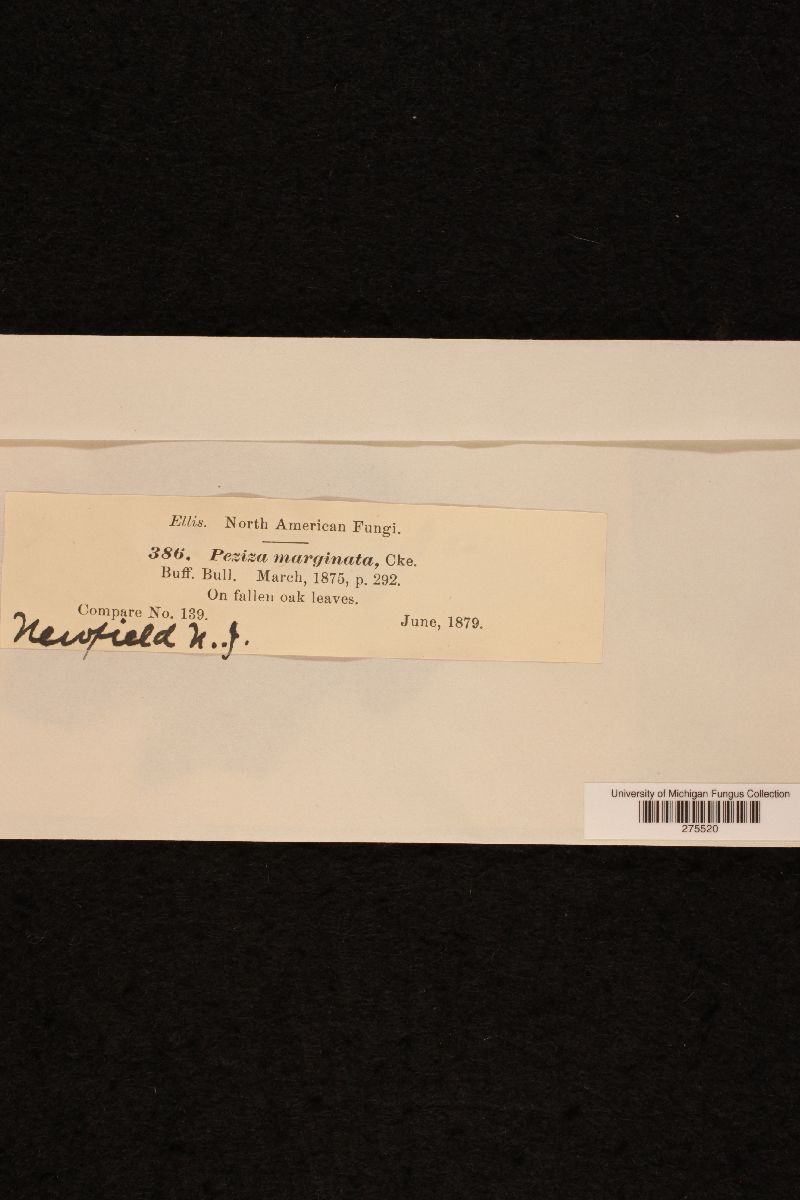 Ellis. North American Fungi.
386. Peziza marginata, Cke.
Buff. Bull. March, 1875, p. 292.
On fallen oak leaves.
Compare No. 139.
June, 1879.
Newfield N.J.
University of Michigan Fungus Collection
275520